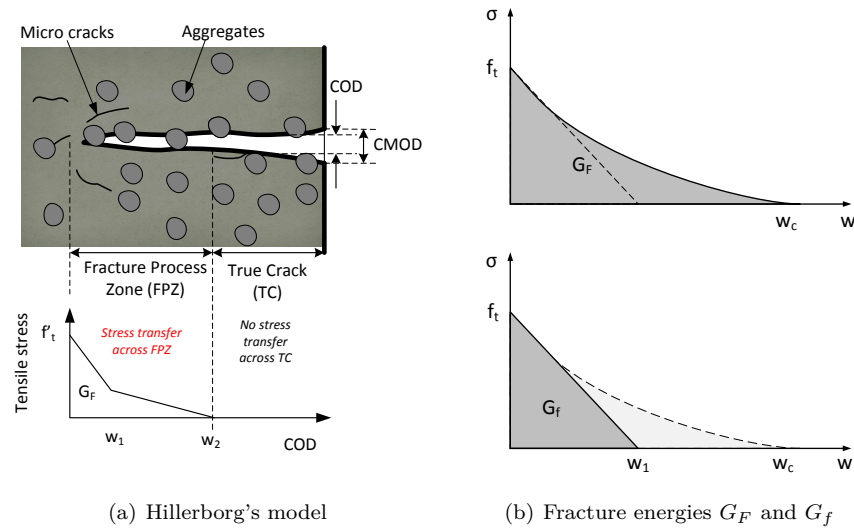 Micro cracks
Aggregates
COD
CMOD
Fracture Process
Zone (FPZ)
True Crack
(TC)
Tensile stress
f't
Stress transfer
across FPZ
No stress
transfer
across TC
GF
w1
w2
COD
(a) Hillerborg's model
σ
ft
GF
wc
w
σ
ft
Gf
w1
wc
w
(b) Fracture energies GF and Gf